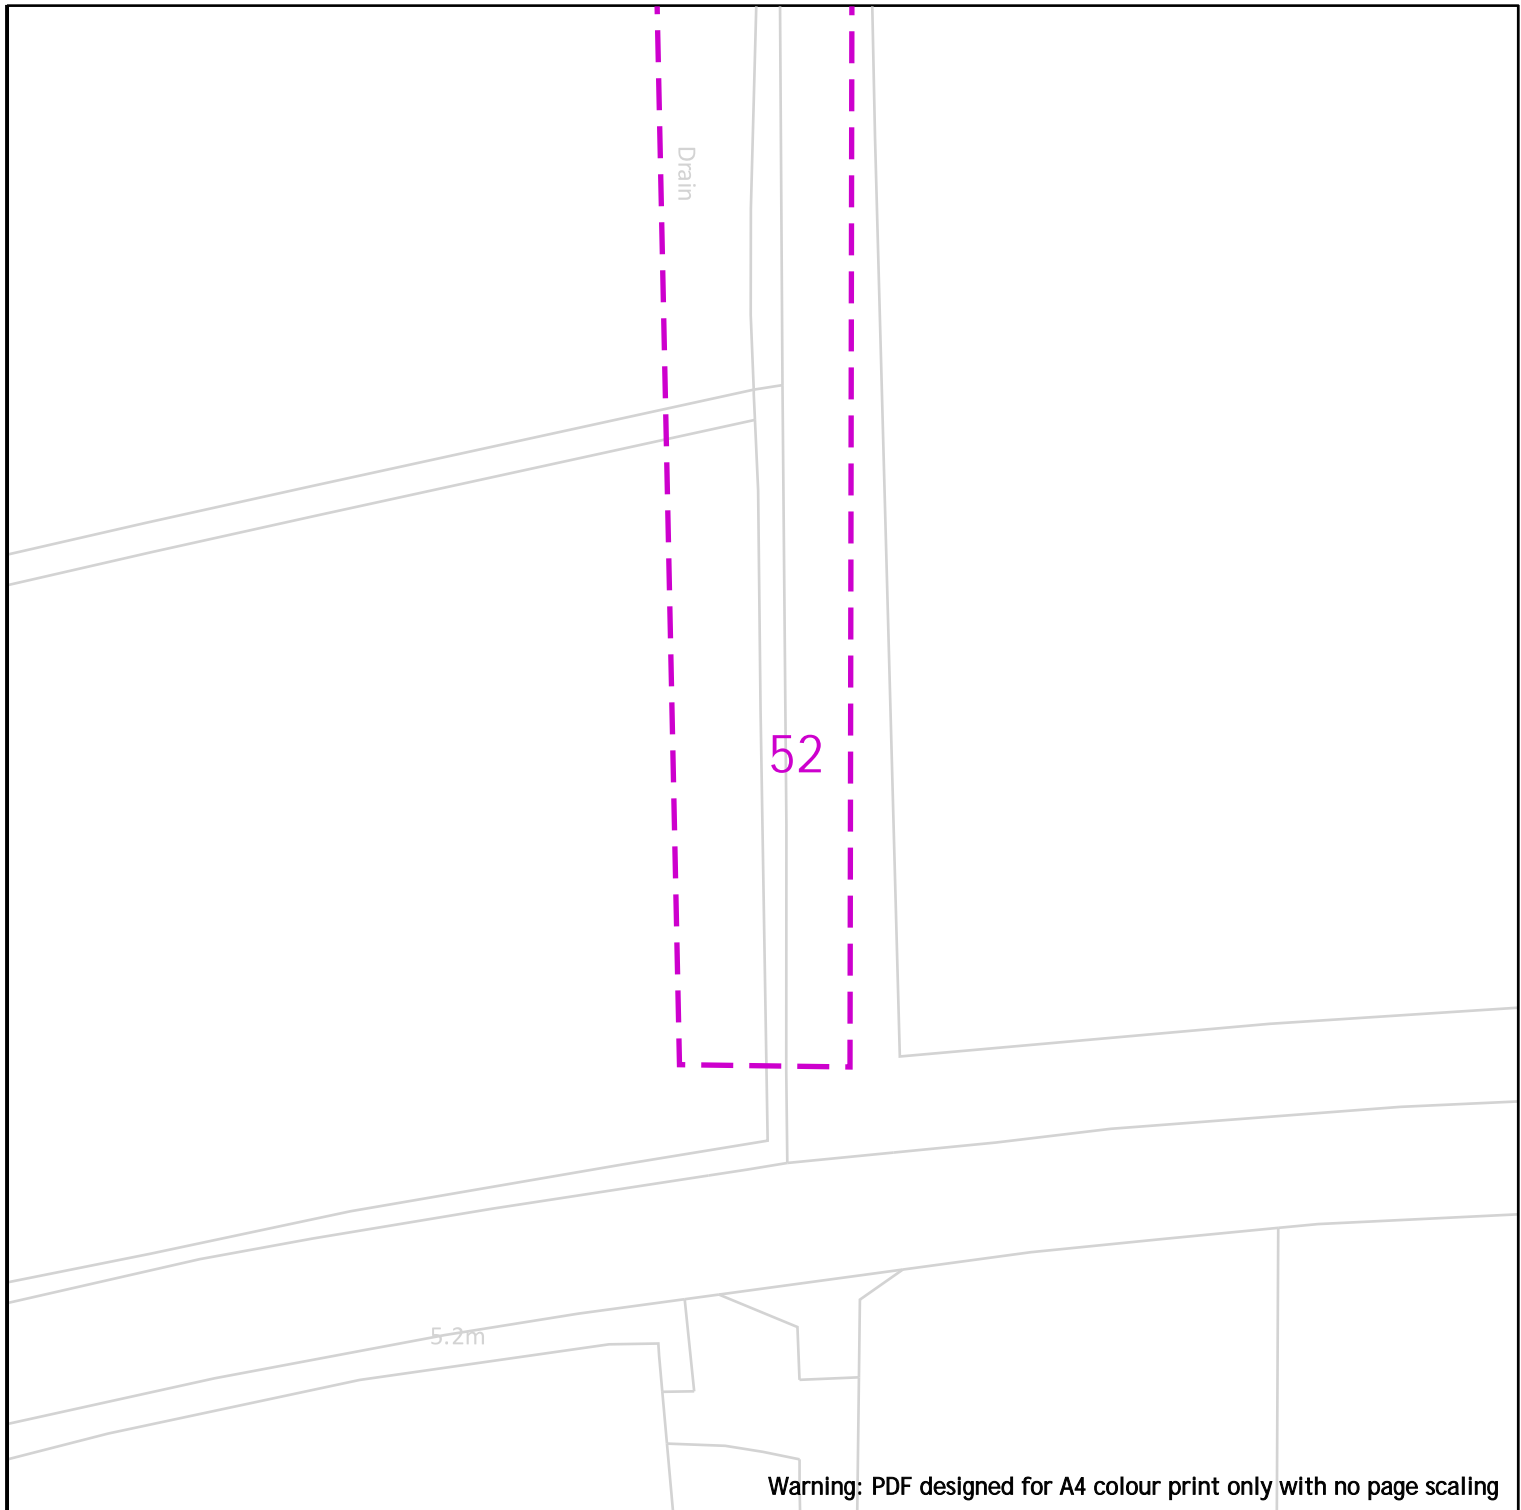 Drain
52
5.2m
Warning: PDF designed for A4 colour print only with no page scaling